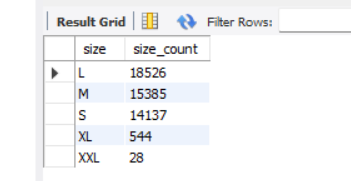 Result Grid Filter Rows:
size size_count
L 18526
M 15385
S 14137
XL 544
XXL 28